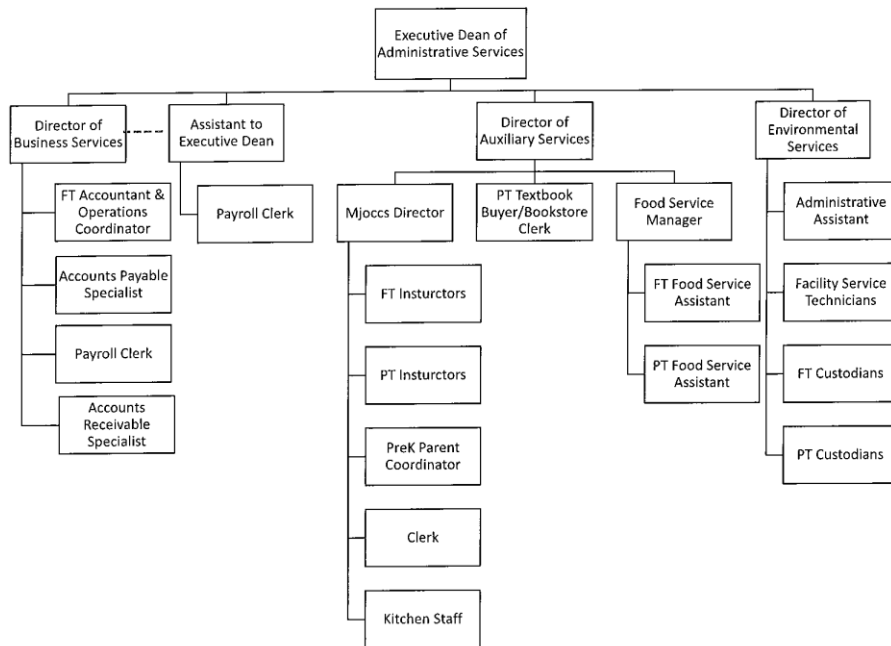 Executive Dean of
Administrative Services
Director of
Business Services
Assistant to
Executive Dean
Director of
Auxiliary Services
Director of
Environmental
Services
FT Accountant &
Operations
Coordinator
Payroll Clerk
Mjoccs Director
PT Textbook
Buyer/Bookstore
Clerk
Food Service
Manager
Administrative
Assistant
Accounts Payable
Specialist
FT Insturctors
FT Food Service
Assistant
Facility Service
Technicians
Payroll Clerk
PT Insturctors
PT Food Service
Assistant
FT Custodians
Accounts
Receivable
Specialist
PreK Parent
Coordinator
PT Custodians
Clerk
Kitchen Staff